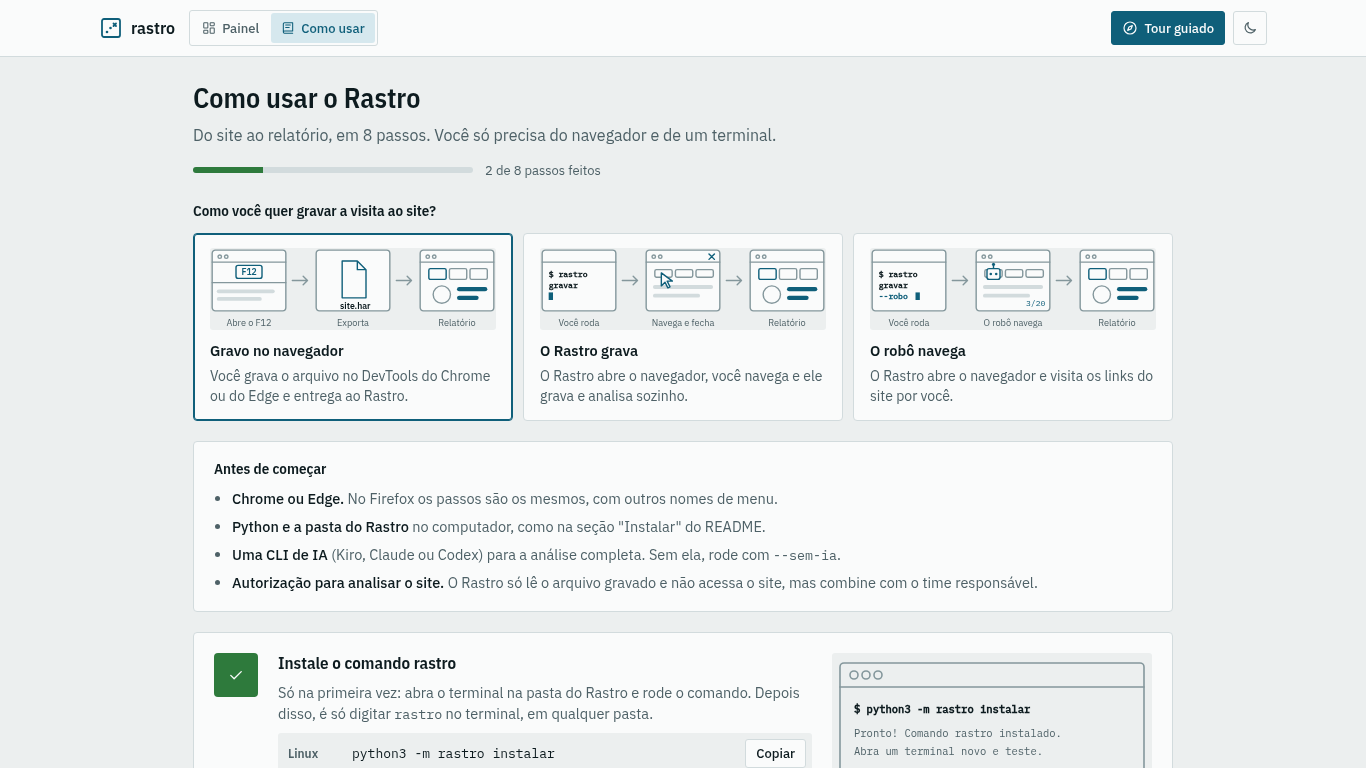 rastro
Painel
Como usar
Tour guiado
Como usar o Rastro
Do site ao relatório, em 8 passos. Você só precisa do navegador e de um terminal.
2 de 8 passos feitos
Como você quer gravar a visita ao site?
F12
site.har
Abre o F12
Exporta
Relatório
Gravo no navegador
Você grava o arquivo no DevTools do Chrome
ou do Edge e entrega ao Rastro.
$ rastro
gravar
Você roda
Navega e fecha
Relatório
O Rastro grava
O Rastro abre o navegador, você navega e ele
grava e analisa sozinho.
$ rastro
gravar
--robo
3/20
Você roda
O robô navega
Relatório
O robô navega
O Rastro abre o navegador e visita os links do
site por você.
Antes de começar
• Chrome ou Edge. No Firefox os passos são os mesmos, com outros nomes de menu.
• Python e a pasta do Rastro no computador, como na seção "Instalar" do README.
• Uma CLI de IA (Kiro, Claude ou Codex) para a análise completa. Sem ela, rode com --sem-ia.
• Autorização para analisar o site. O Rastro só lê o arquivo gravado e não acessa o site, mas combine com o time responsável.
Instale o comando rastro
Só na primeira vez: abra o terminal na pasta do Rastro e rode o comando. Depois
disso, é só digitar rastro no terminal, em qualquer pasta.
Linux python3 -m rastro instalar Copiar
$ python3 -m rastro instalar
Pronto! Comando rastro instalado.
Abra um terminal novo e teste.